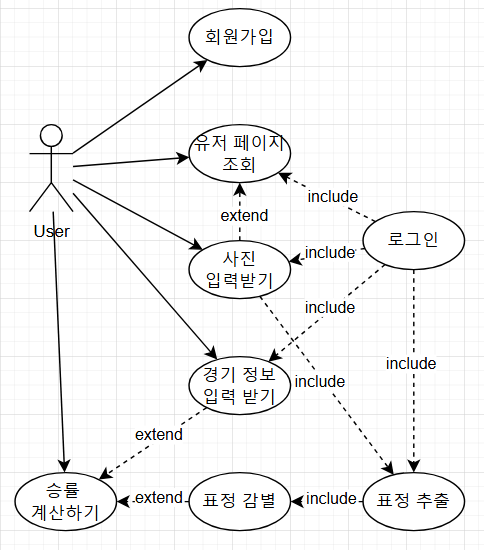 회원가입
유저 페이지
조회
include
extend
User
로그인
사진
입력받기
include
include
경기 정보
입력 받기
include
include
extend
승률
계산하기
extend
표정 감별
include
표정 추출